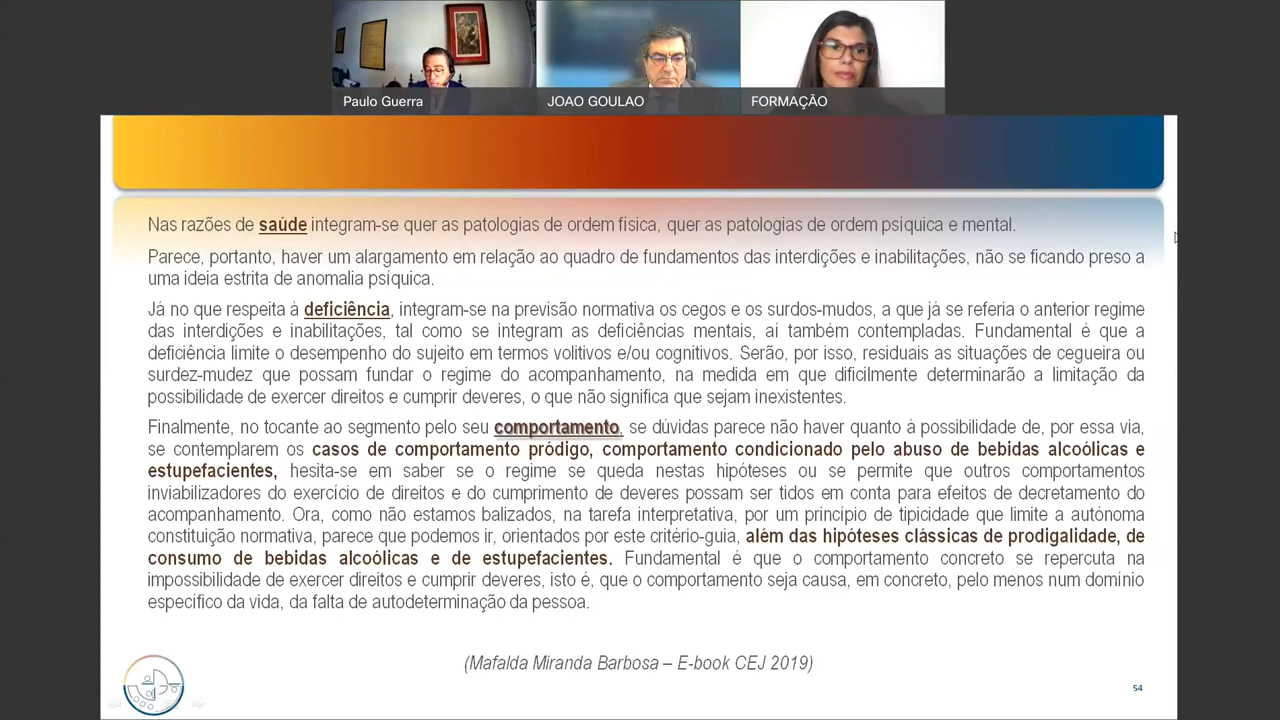 Paulo Guerra
JOAO GOULAO
FORMAÇÃO
Nas razões de saúde integram-se quer as patologias de ordem física, quer as patologias de ordem psíquica e mental.
Parece, portanto, haver um alargamento em relação ao quadro de fundamentos das interdições e inabilitações, não se ficando preso a
uma ideia estrita de anomalia psíquica.
Já no que respeita à deficiência, integram-se na previsão normativa os cegos e os surdos-mudos, a que já se referia o anterior regime
das interdições e inabilitações, tal como se integram as deficiências mentais, aí também contempladas. Fundamental é que a
deficiência limite o desempenho do sujeito em termos volitivos e/ou cognitivos. Serão, por isso, residuais as situações de cegueira ou
surdez-mudez que possam fundar o regime do acompanhamento, na medida em que dificilmente determinarão a limitação da
possibilidade de exercer direitos e cumprir deveres, o que não significa que sejam inexistentes.
Finalmente, no tocante ao segmento pelo seu comportamento, se dúvidas parece não haver quanto à possibilidade de, por essa via,
se contemplarem os casos de comportamento pródigo, comportamento condicionado pelo abuso de bebidas alcoólicas e
estupefacientes, hesita-se em saber se o regime se queda nestas hipóteses ou se permite que outros comportamentos
inviabilizadores do exercício de direitos e do cumprimento de deveres possam ser tidos em conta para efeitos de decretamento do
acompanhamento. Ora, como não estamos balizados, na tarefa interpretativa, por um princípio de tipicidade que limite a autónoma
constituição normativa, parece que podemos ir, orientados por este critério-guia, além das hipóteses clássicas de prodigalidade, de
consumo de bebidas alcoólicas e de estupefacientes. Fundamental é que o comportamento concreto se repercuta na
impossibilidade de exercer direitos e cumprir deveres, isto é, que o comportamento seja causa, em concreto, pelo menos num domínio
específico da vida, da falta de autodeterminação da pessoa.
(Mafalda Miranda Barbosa – E-book CEJ 2019)
54